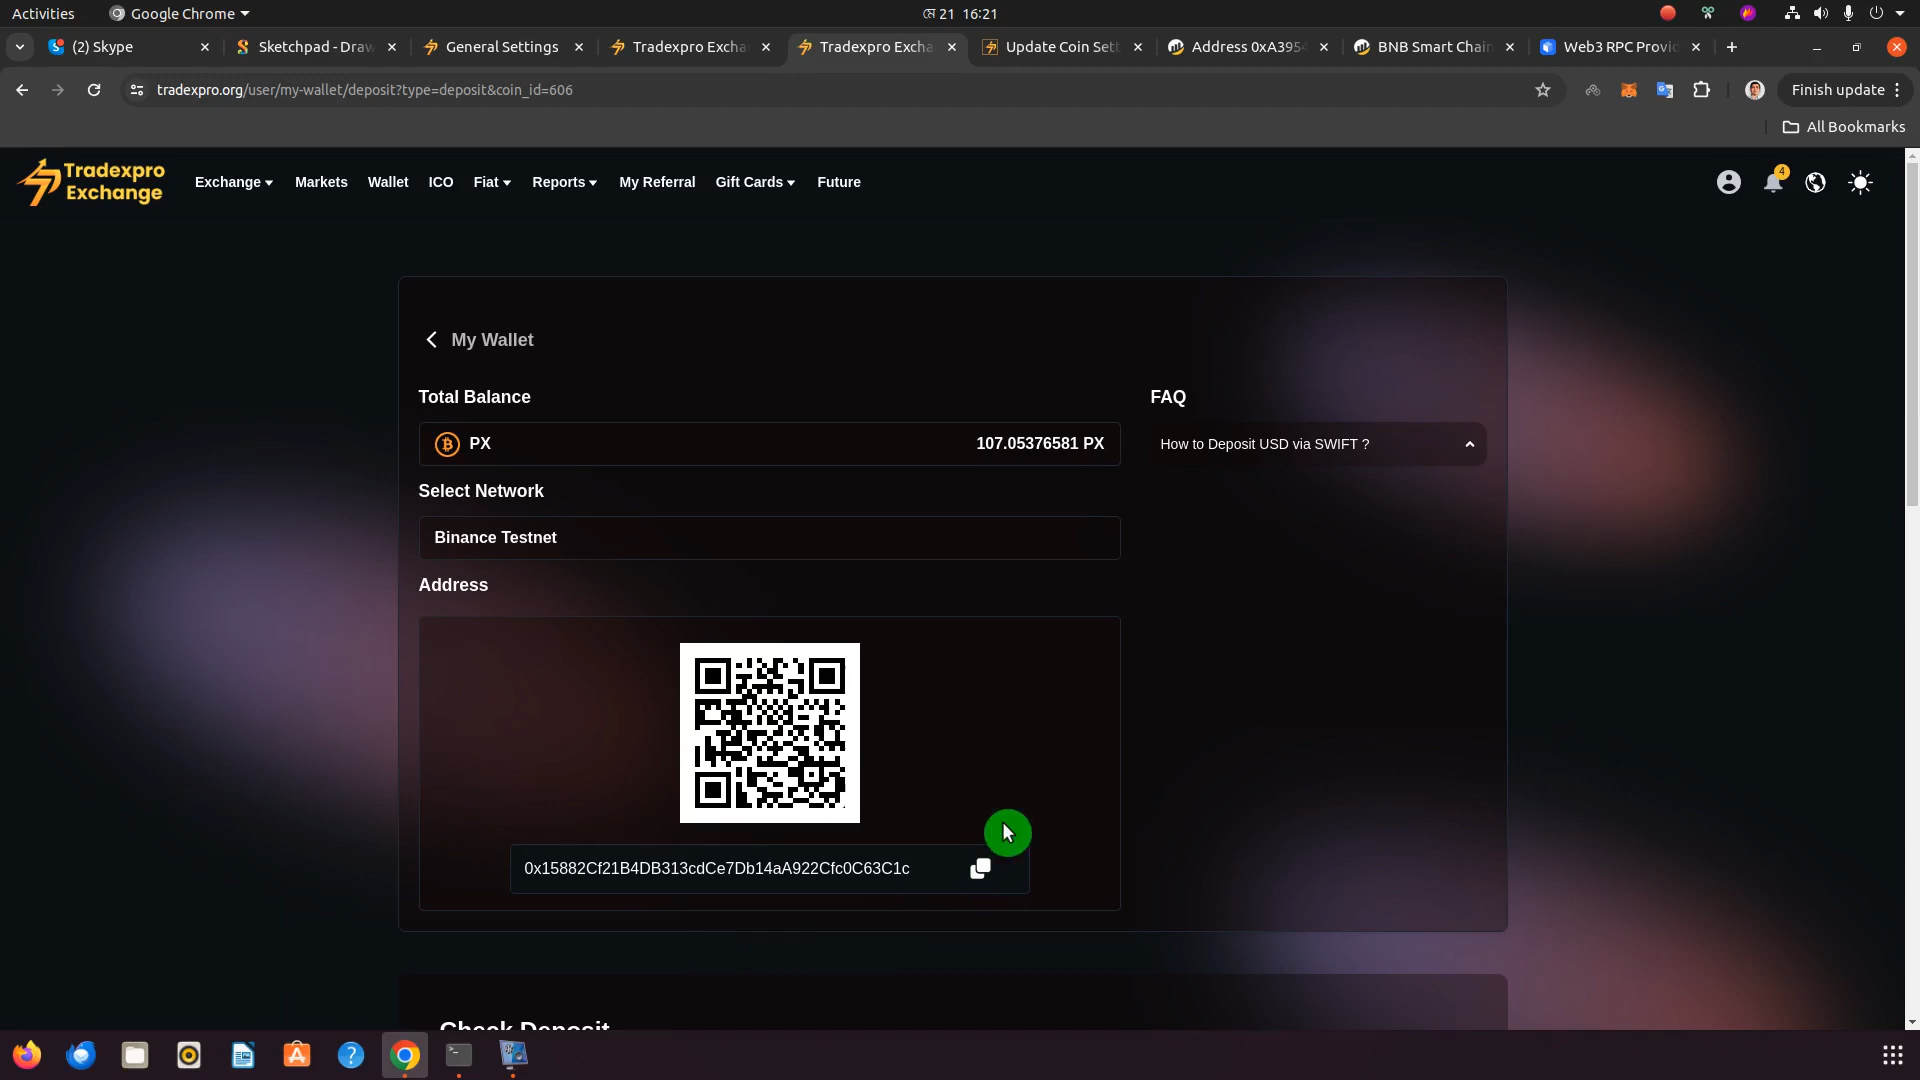 Activities Google Chrome মে 21 16:21
(2) Skype Sketchpad - Draw General Settings Tradexpro Excha Tradexpro Excha Update Coin Sett Address 0xA3954 BNB Smart Chain Web3 RPC Provid
tradexpro.org/user/my-wallet/deposit?type=deposit&coin_id=606 Finish update
All Bookmarks
Tradexpro
Exchange
Exchange Markets Wallet ICO Fiat Reports My Referral Gift Cards Future 4
My Wallet
Total Balance FAQ
PX 107.05376581 PX How to Deposit USD via SWIFT ?
Select Network
Binance Testnet
Address
0x15882Cf21B4DB313cdCe7Db14aA922Cfc0C63C1c
Check Deposit